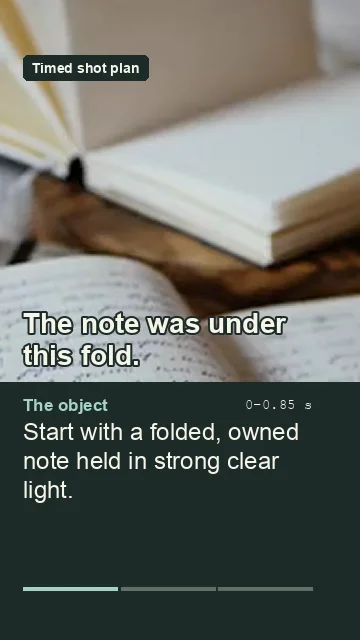 Timed shot plan
The note was under
this fold.
The object
0–0.85 s
Start with a folded, owned
note held in strong clear
light.